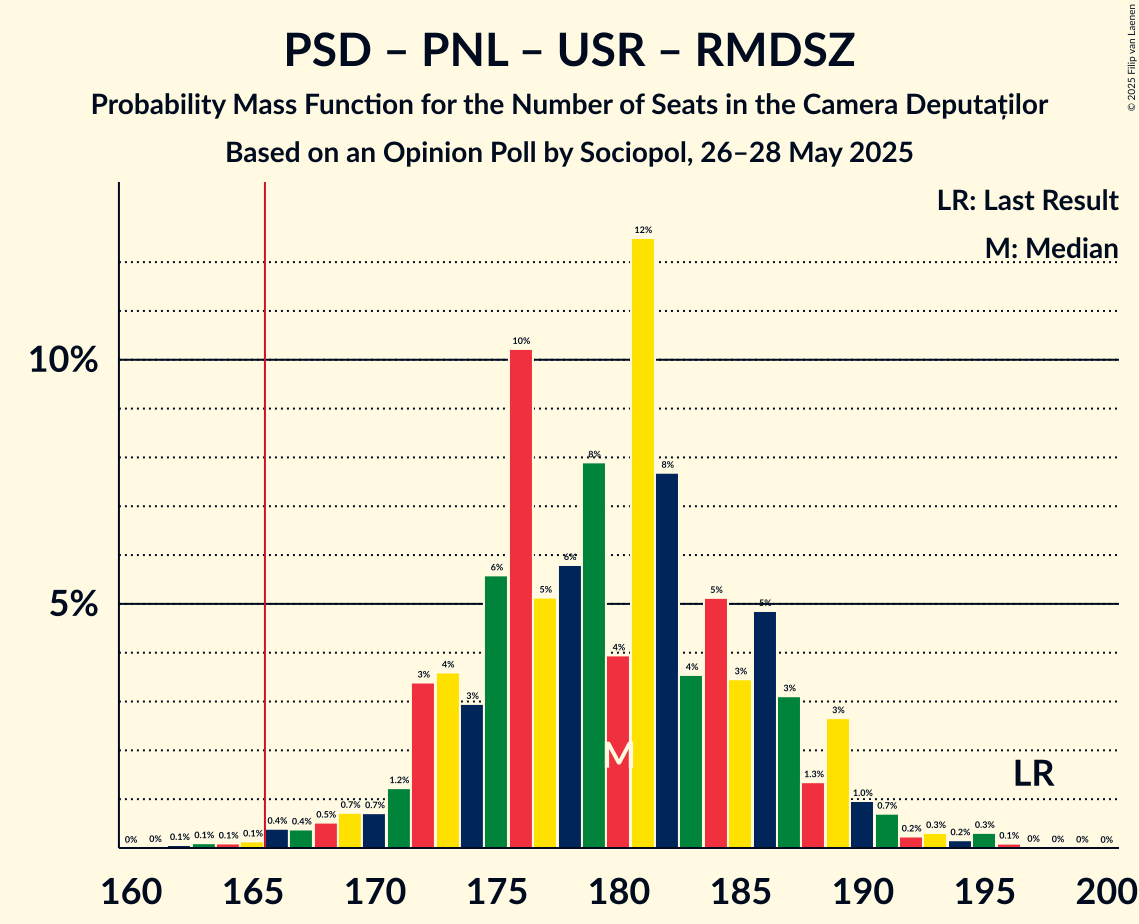 PSD – PNL – USR – RMDSZ
Probability Mass Function for the Number of Seats in the Camera Deputaților
Based on an Opinion Poll by Sociopol, 26–28 May 2025
© 2025 Filip van Laenen
LR: Last Result
M: Median
10%
5%
0% 0% 0.1% 0.1% 0.1% 0.1% 0.4% 0.4% 0.5% 0.7% 0.7% 1.2% 3% 4% 3% 6% 10% 5% 6% 8% 4% 12% 8% 4% 5% 3% 5% 3% 1.3% 3% 1.0% 0.7% 0.2% 0.3% 0.2% 0.3% 0.1% 0% 0% 0% 0%
M
LR
160 165 170 175 180 185 190 195 200